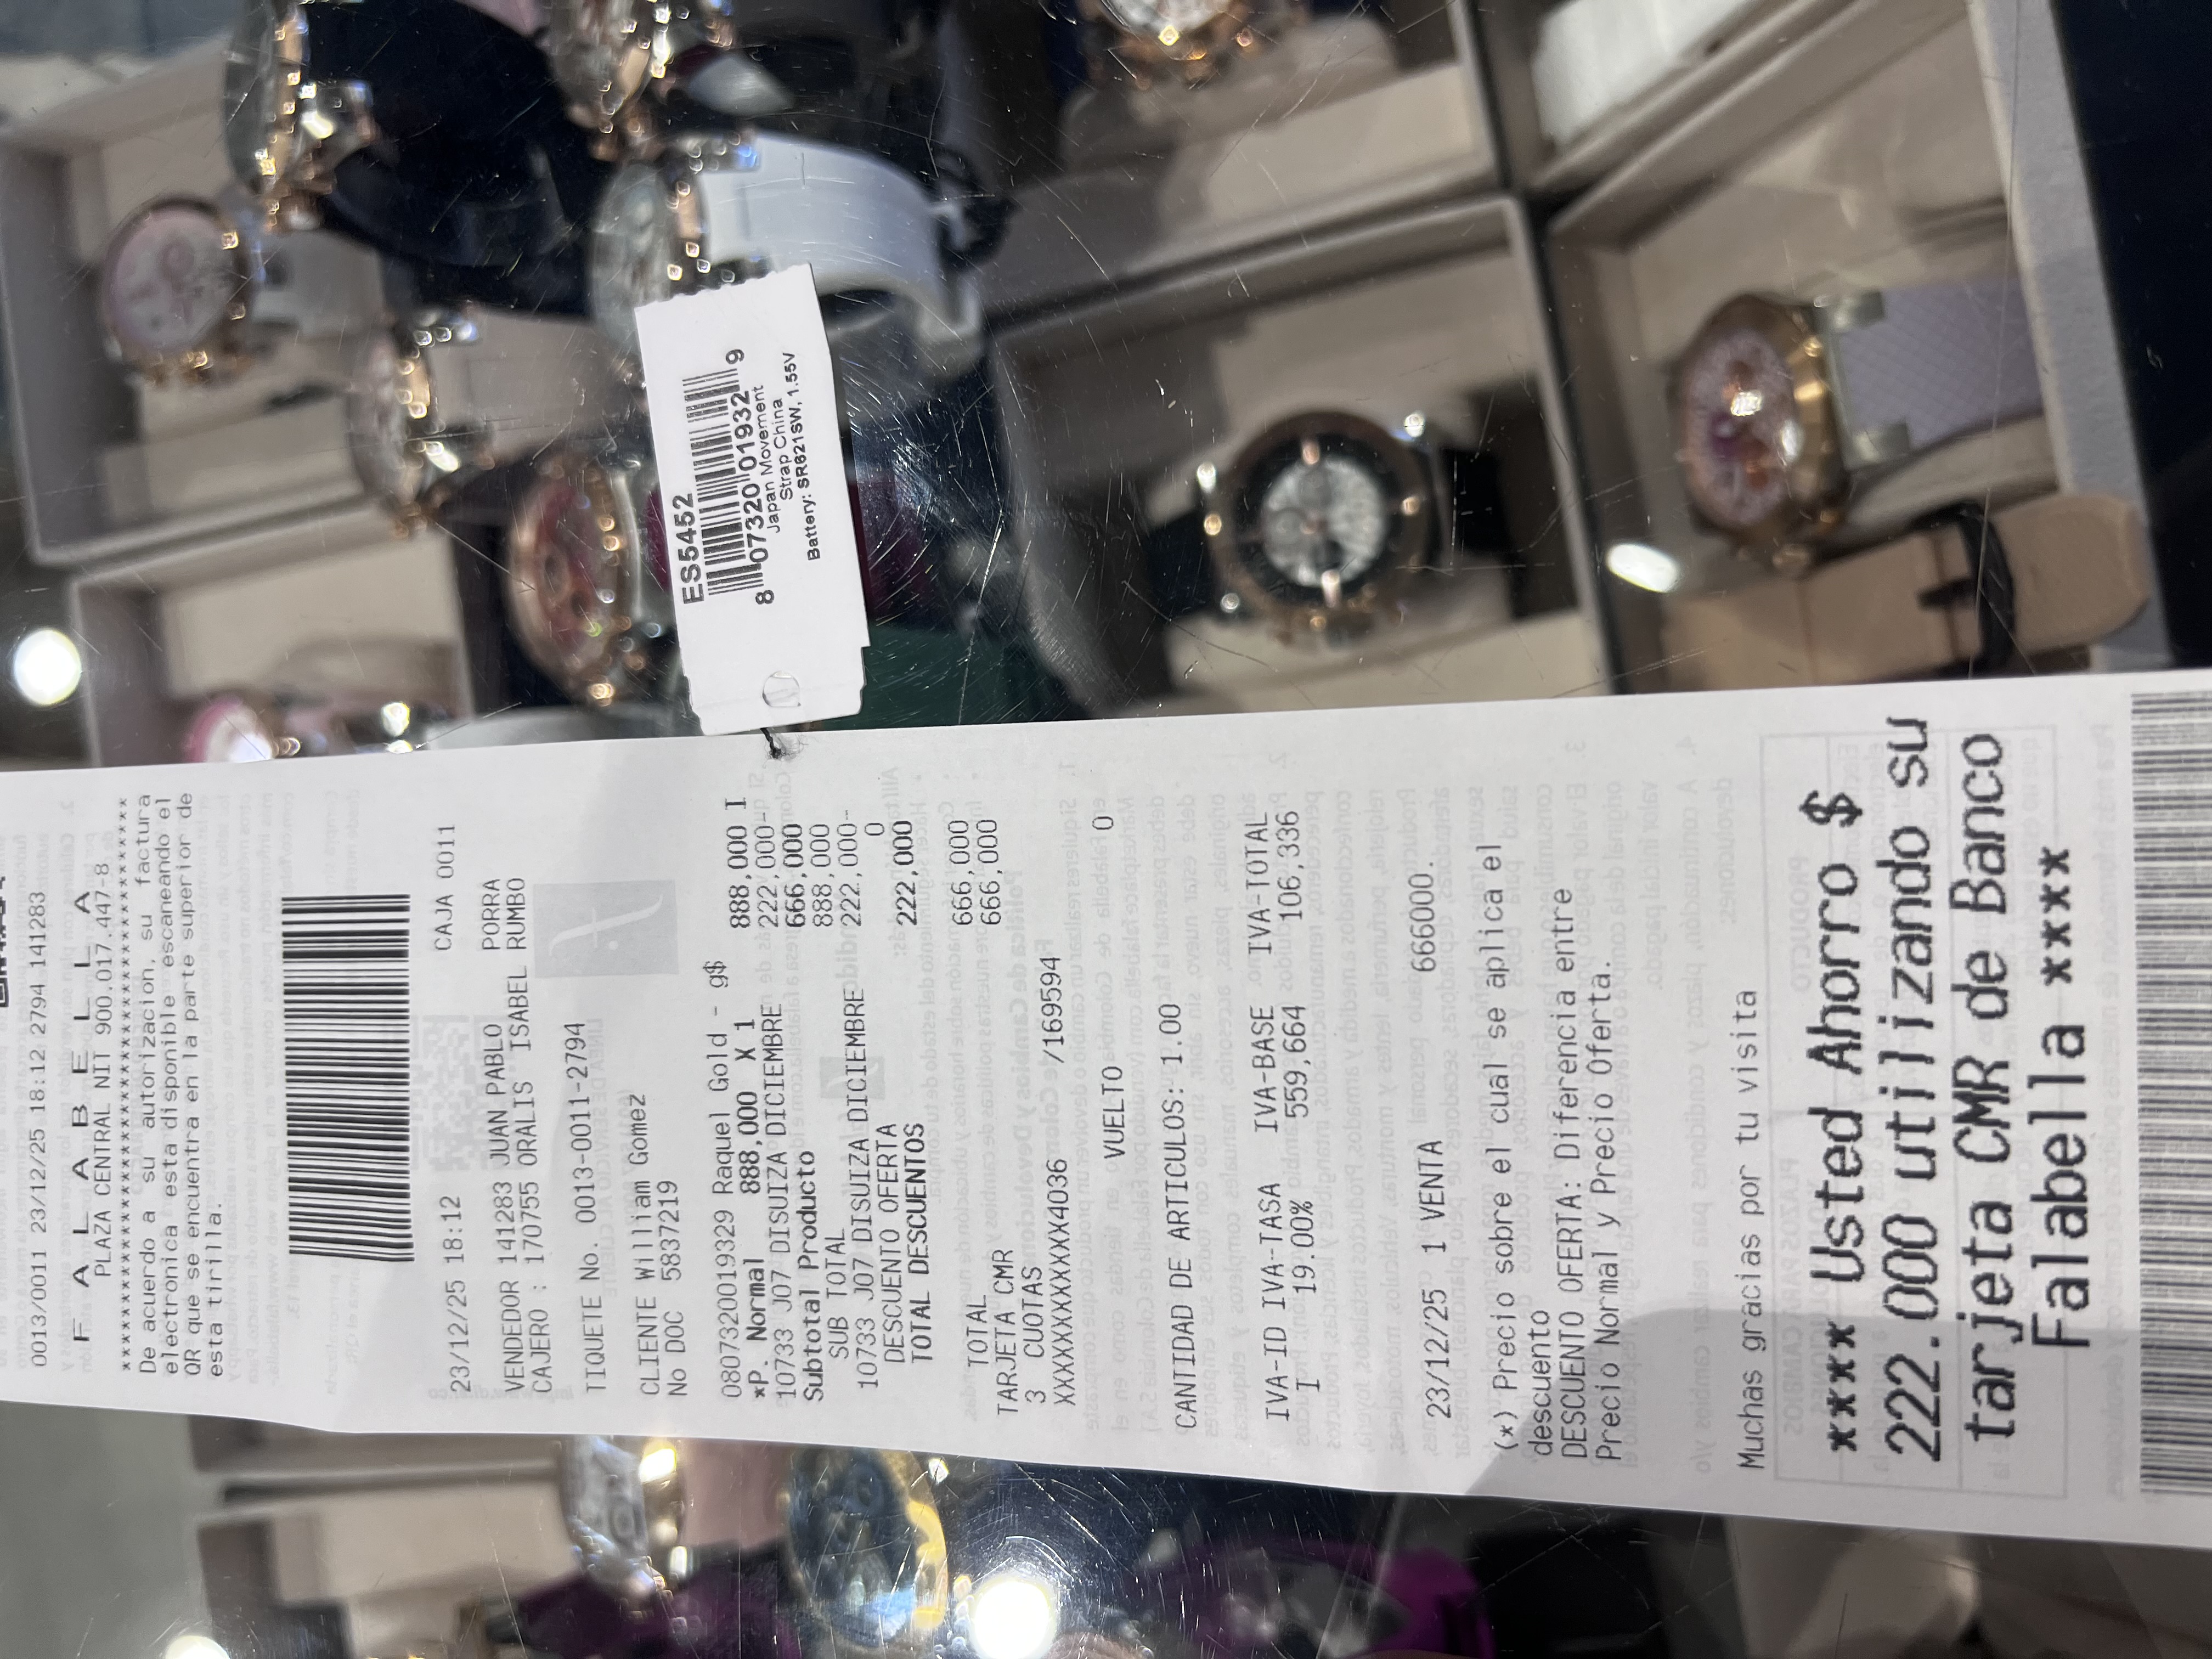 ES5452
8 07320 01932 9
Japan Movement
Strap China
Battery: SR621SW, 1.55V
0013/0011 23/12/25 18:12 2794 141283
F A L A B E L L A
PLAZA CENTRAL NIT 900.017.447-8
****************************************
De acuerdo a su autorizacion, su factura
electronica esta disponible escaneando el
QR que se encuentra en la parte superior de
esta tirilla.
23/12/25 18:12 CAJA 0011
VENDEDOR 141283 JUAN PABLO PORRA
CAJERO : 170755 ORALIS ISABEL RUMBO
TIQUETE No. 0013-0011-2794
CLIENTE William Gomez
No DOC 5837219
0807320019329 Raquel Gold - g$
*P. Normal 888,000 X 1 888,000 I
10733 J07 DISUIZA DICIEMBRE 222,000-
Subtotal Producto 666,000
SUB TOTAL 888,000
10733 J07 DISUIZA DICIEMBRE 222,000-
DESCUENTO OFERTA 0
TOTAL DESCUENTOS 222,000
TOTAL 666,000
TARJETA CMR 666,000
3 CUOTAS
XXXXXXXXXXXX4036 /169594
VUELTO 0
CANTIDAD DE ARTICULOS: 1.00
IVA-ID IVA-TASA IVA-BASE IVA-TOTAL
I 19.00% 559,664 106,336
23/12/25 1 VENTA 666000.
(*) Precio sobre el cual se aplica el
descuento
DESCUENTO OFERTA: Diferencia entre
Precio Normal y Precio Oferta.
Muchas gracias por tu visita
**** Usted Ahorro $
222.000 utilizando su
tarjeta CMR de Banco
Falabella ****